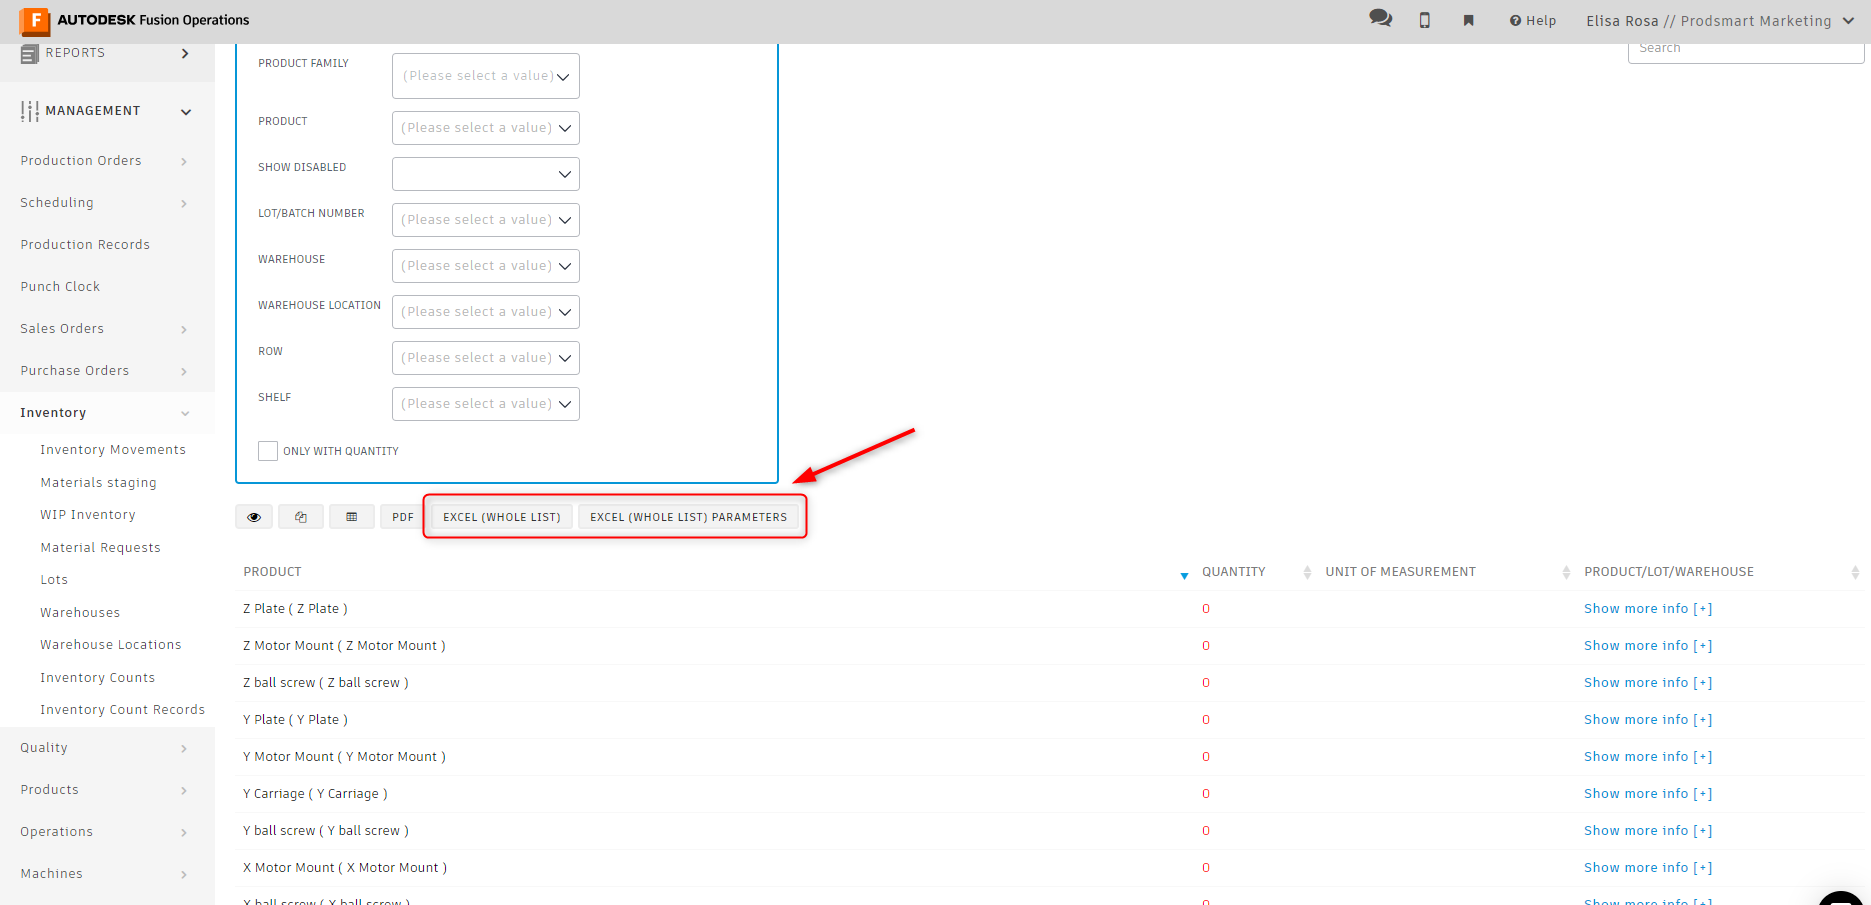 F AUTODESK Fusion Operations
Help
Elisa Rosa // Prodsmart Marketing
REPORTS
MANAGEMENT
Production Orders
Scheduling
Production Records
Punch Clock
Sales Orders
Purchase Orders
Inventory
Inventory Movements
Materials staging
WIP Inventory
Material Requests
Lots
Warehouses
Warehouse Locations
Inventory Counts
Inventory Count Records
Quality
Products
Operations
Machines
Search
PRODUCT FAMILY (Please select a value)
PRODUCT (Please select a value)
SHOW DISABLED
LOT/BATCH NUMBER (Please select a value)
WAREHOUSE (Please select a value)
WAREHOUSE LOCATION (Please select a value)
ROW (Please select a value)
SHELF (Please select a value)
ONLY WITH QUANTITY
PDF EXCEL (WHOLE LIST) EXCEL (WHOLE LIST) PARAMETERS
PRODUCT QUANTITY UNIT OF MEASUREMENT PRODUCT/LOT/WAREHOUSE
Z Plate ( Z Plate ) 0 Show more info [+]
Z Motor Mount ( Z Motor Mount ) 0 Show more info [+]
Z ball screw ( Z ball screw ) 0 Show more info [+]
Y Plate ( Y Plate ) 0 Show more info [+]
Y Motor Mount ( Y Motor Mount ) 0 Show more info [+]
Y Carriage ( Y Carriage ) 0 Show more info [+]
Y ball screw ( Y ball screw ) 0 Show more info [+]
X Motor Mount ( X Motor Mount ) 0 Show more info [+]
X ball screw ( X ball screw ) 0 Show more info [+]